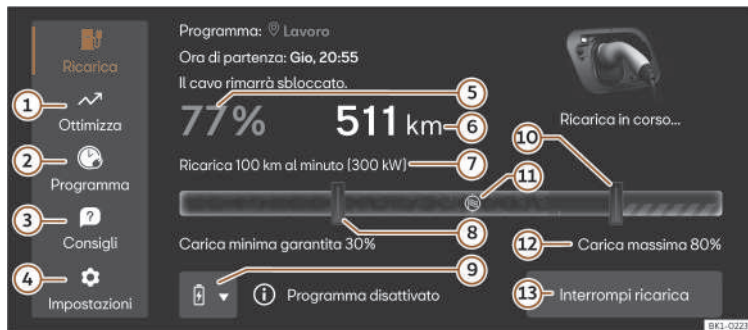 Programma: Lavoro
Ora di partenza: Gio, 20:55
Il cavo rimarrà sbloccato.
Ricarica
1
Ottimizza
2
Programma
3
?
Consigli
4
Impostazioni
77%
5
511 km
6
Ricarica in corso...
Ricarica 100 km al minuto (300 kW)
7
10
11
8
Carica minima garantita 30%
12
Carica massima 80%
9
i
Programma disattivato
13
Interrompi ricarica
BK1-0223